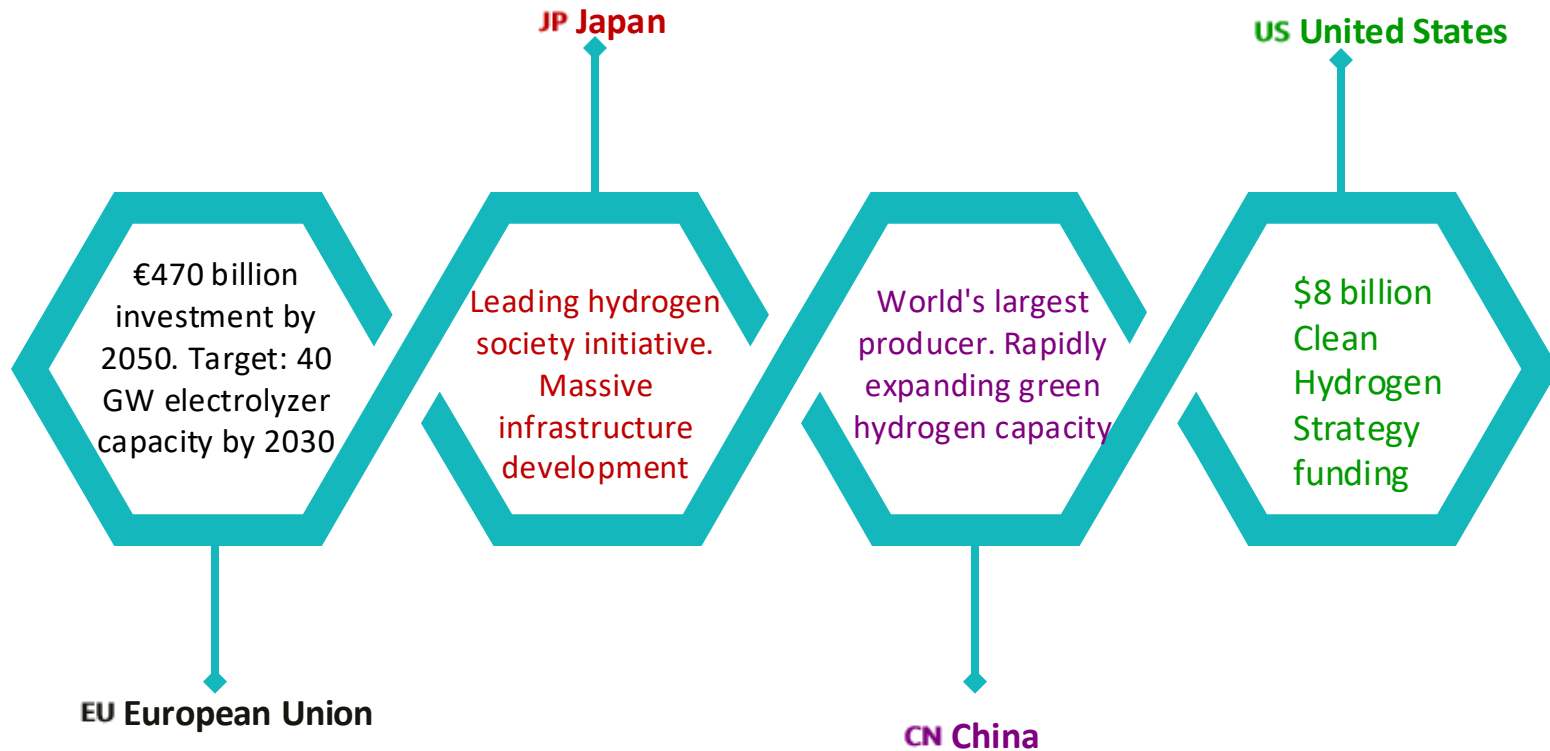 JP Japan
US United States
€470 billion
investment by
2050. Target: 40
GW electrolyzer
capacity by 2030
Leading hydrogen
society initiative.
Massive
infrastructure
development
World's largest
producer. Rapidly
expanding green
hydrogen capacity
$8 billion
Clean
Hydrogen
Strategy
funding
EU European Union
CN China